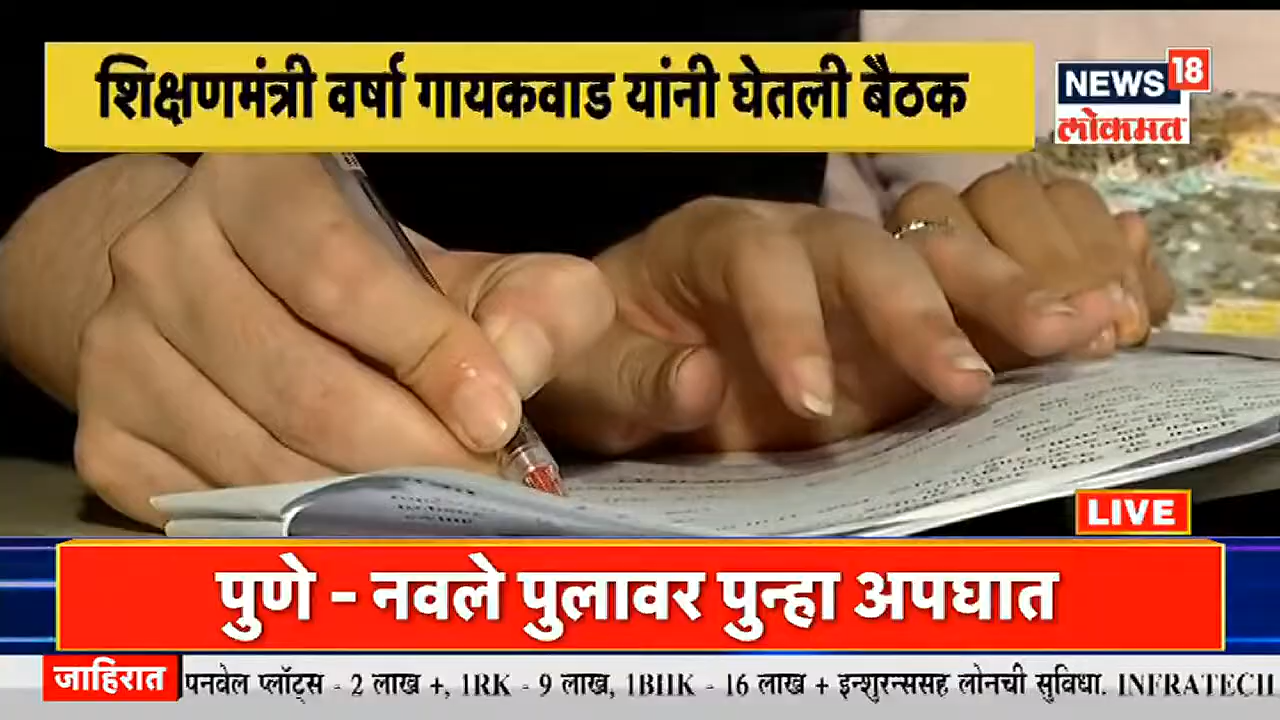 शिक्षणमंत्री वर्षा गायकवाड यांनी घेतली बैठक
NEWS 18
लोकमत
LIVE
पुणे - नवले पुलावर पुन्हा अपघात
जाहिरात पनवेल प्लॉट्स - 2 लाख +, 1RK - 9 लाख, 1BHK - 16 लाख + इन्शुरन्ससह लोनची सुविधा. INFRATECH